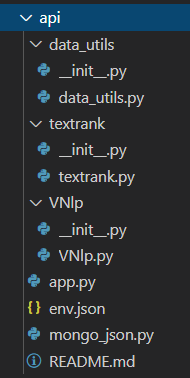 api
data_utils
__init__.py
data_utils.py
textrank
__init__.py
textrank.py
VNlp
__init__.py
VNlp.py
app.py
{} env.json
mongo_json.py
README.md